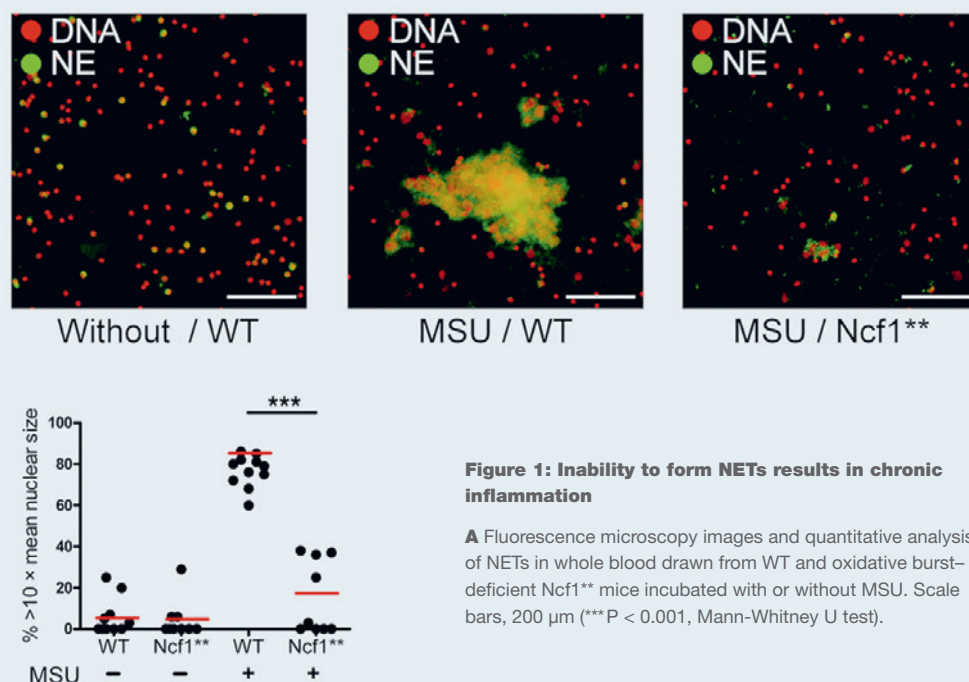 DNA
NE
DNA
NE
DNA
NE
Without / WT
MSU / WT
MSU / Ncf1**
% >10 × mean nuclear size
100
80
60
40
20
0
***
WT Ncf1** WT Ncf1**
MSU – – + +
Figure 1: Inability to form NETs results in chronic
inflammation
A Fluorescence microscopy images and quantitative analysis
of NETs in whole blood drawn from WT and oxidative burst–
deficient Ncf1** mice incubated with or without MSU. Scale
bars, 200 μm (***P < 0.001, Mann-Whitney U test).